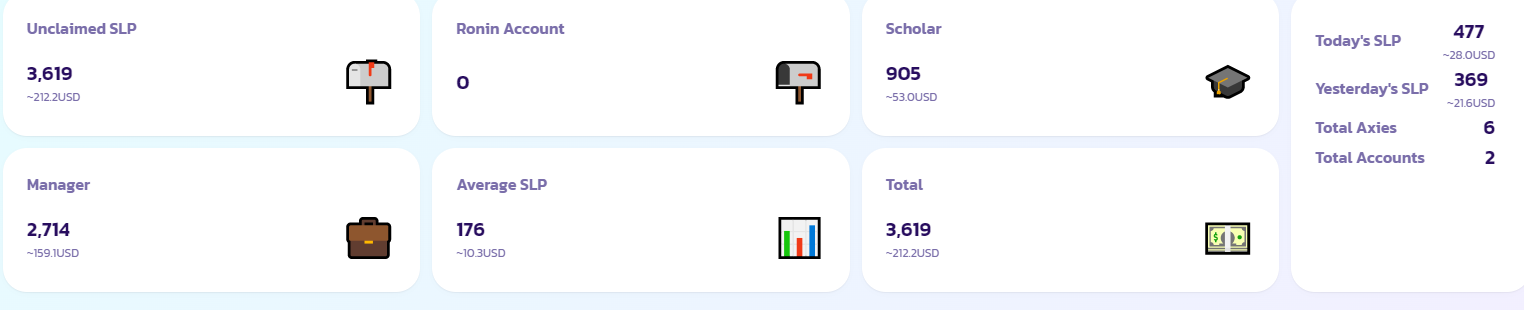 Unclaimed SLP
3,619
~212.2USD
Ronin Account
0
Scholar
905
~53.0USD
Manager
2,714
~159.1USD
Average SLP
176
~10.3USD
Total
3,619
~212.2USD
Today's SLP 477
~28.0USD
Yesterday's SLP 369
~21.6USD
Total Axies 6
Total Accounts 2